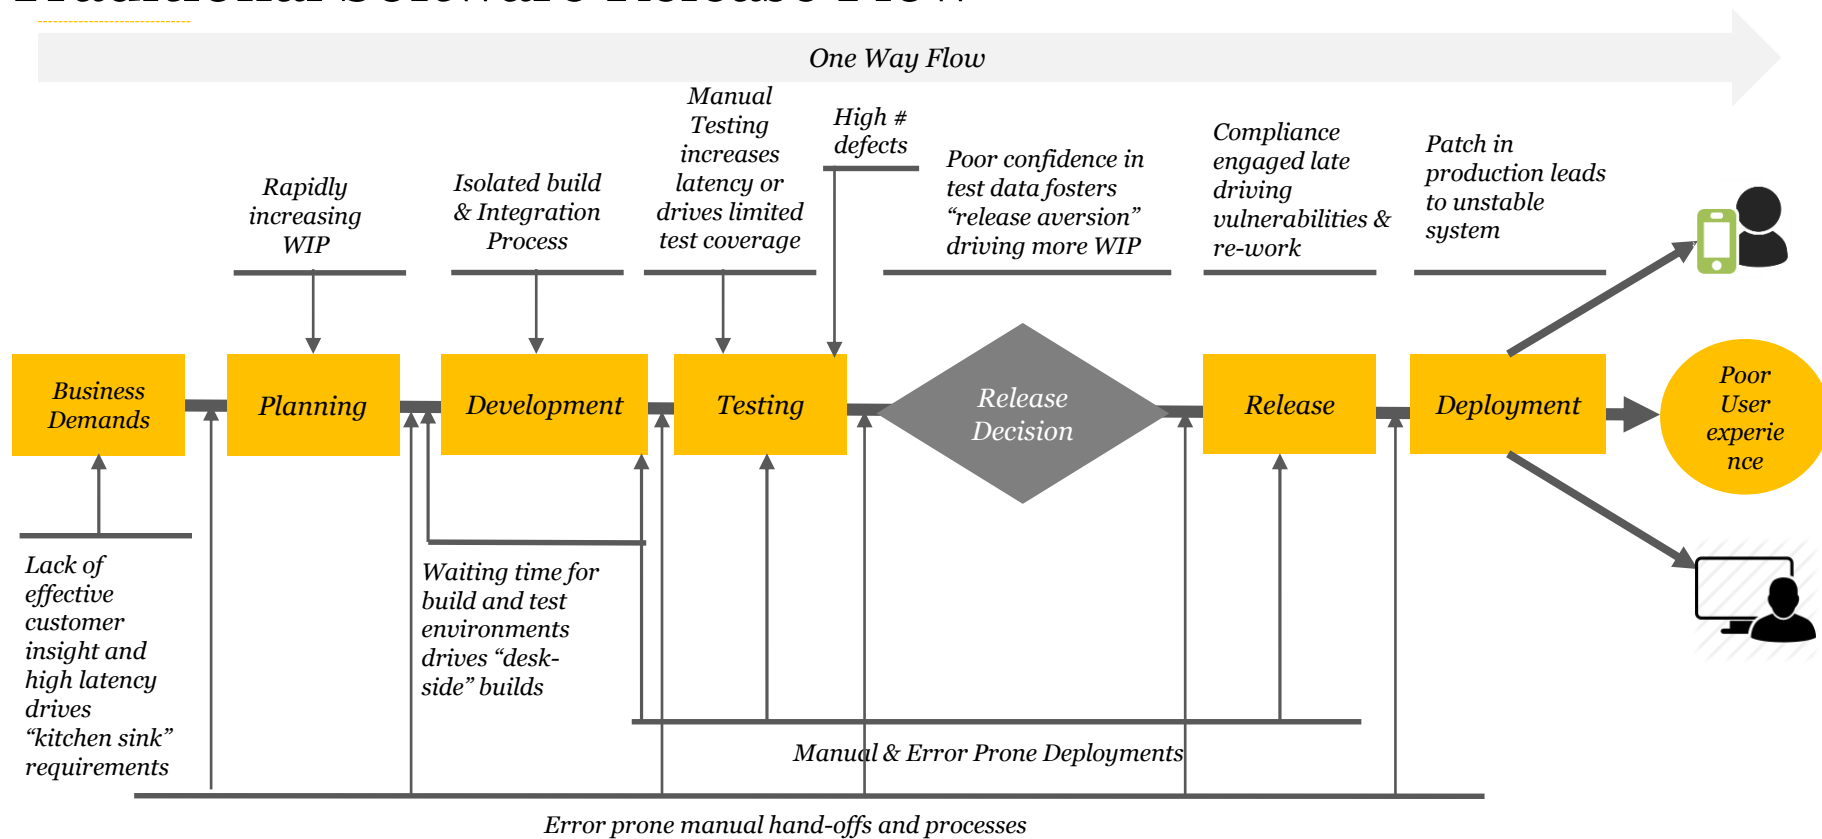 Traditional Software Release Flow
One Way Flow
Rapidly
increasing
WIP
Isolated build
& Integration
Process
Manual
Testing
increases
latency or
drives limited
test coverage
High #
defects
Poor confidence in
test data fosters
“release aversion”
driving more WIP
Compliance
engaged late
driving
vulnerabilities &
re-work
Patch in
production leads
to unstable
system
Business
Demands
Planning
Development
Testing
Release
Decision
Release
Deployment
Poor
User
experie
nce
Lack of
effective
customer
insight and
high latency
drives
“kitchen sink”
requirements
Waiting time for
build and test
environments
drives “desk-
side” builds
Manual & Error Prone Deployments
Error prone manual hand-offs and processes